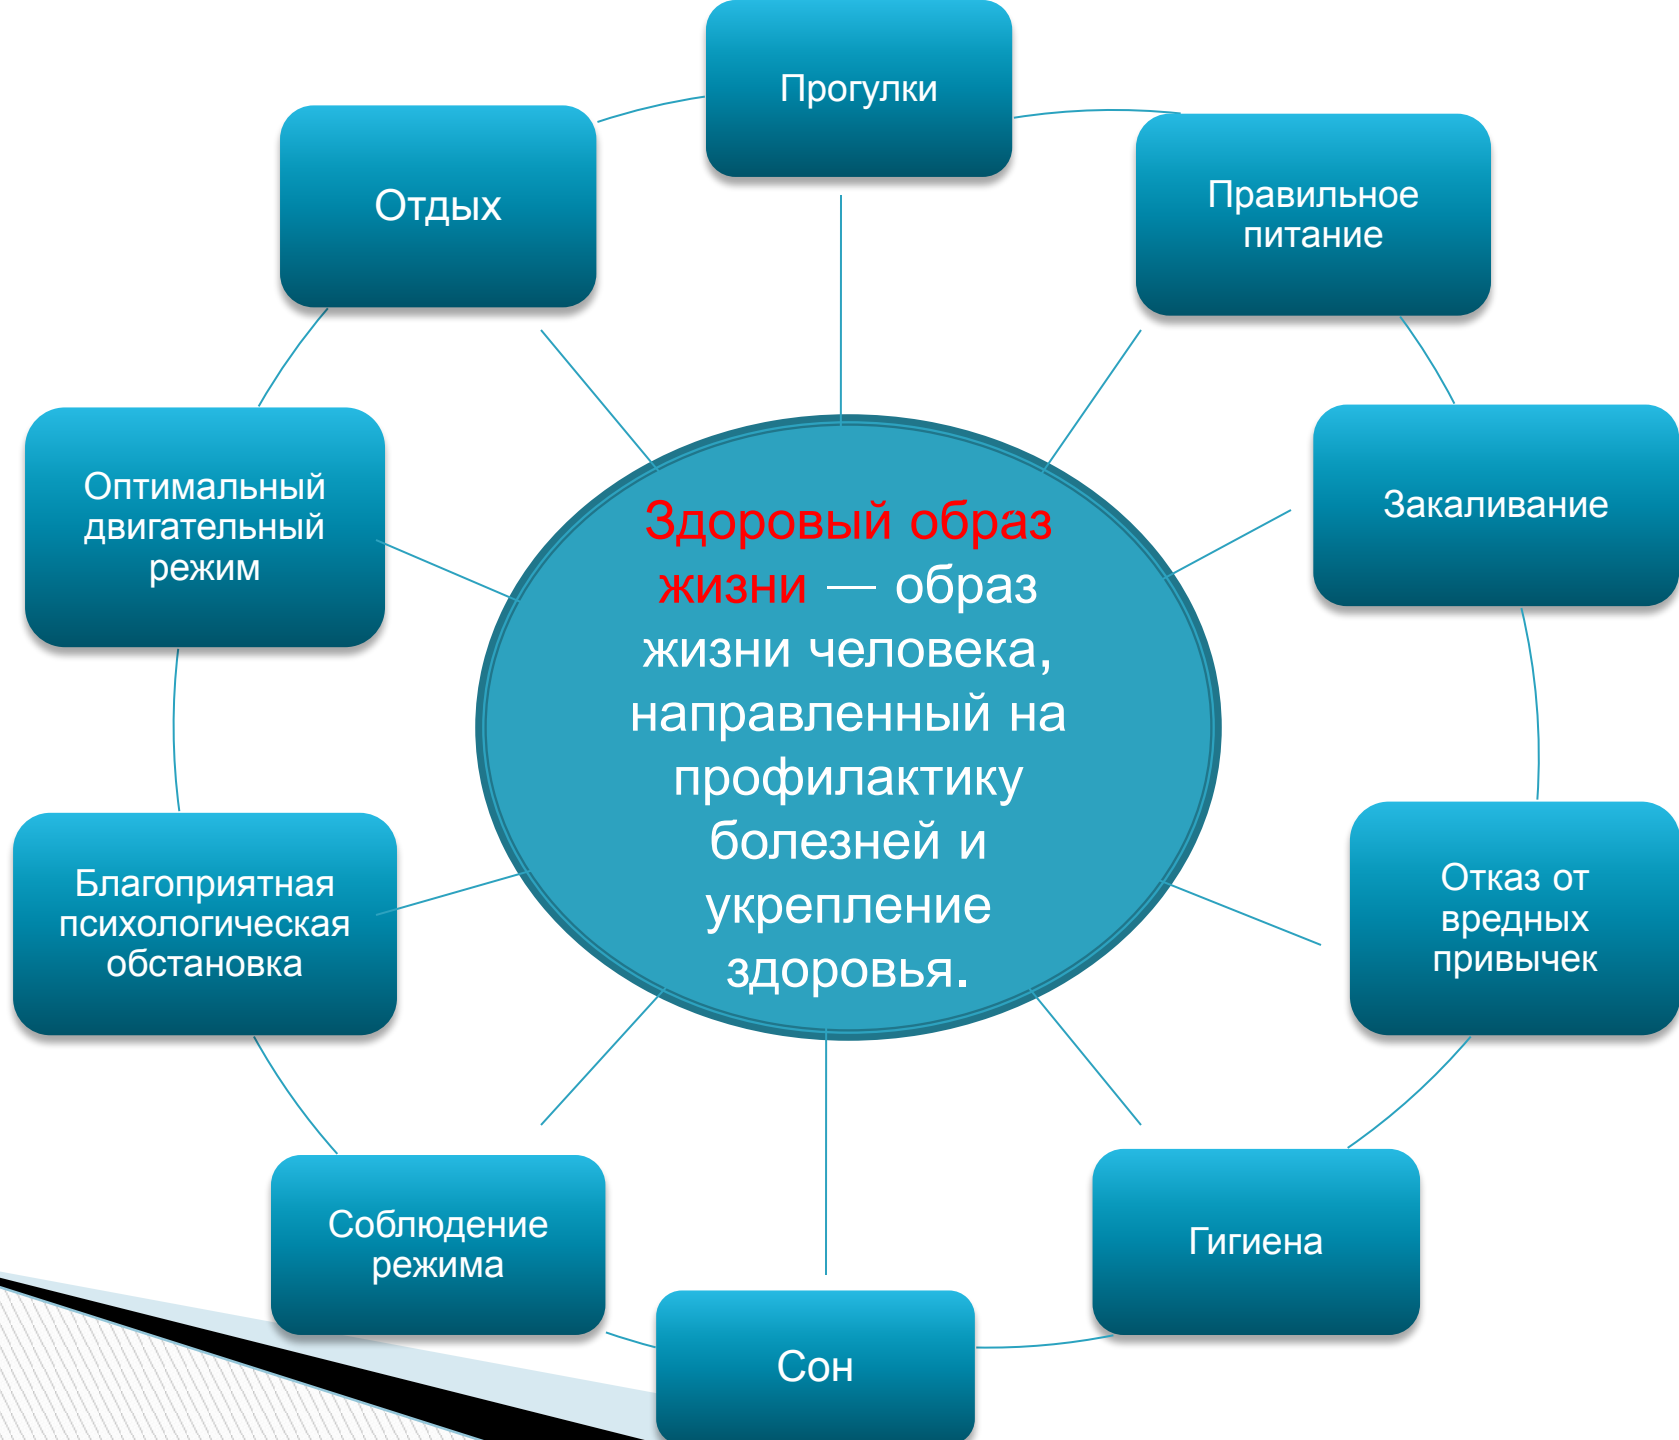 Прогулки
Отдых
Правильное
питание
Оптимальный
двигательный
режим
Закаливание
Здоровый образ
жизни — образ
жизни человека,
направленный на
профилактику
болезней и
укрепление
здоровья.
Благоприятная
психологическая
обстановка
Отказ от
вредных
привычек
Соблюдение
режима
Гигиена
Сон